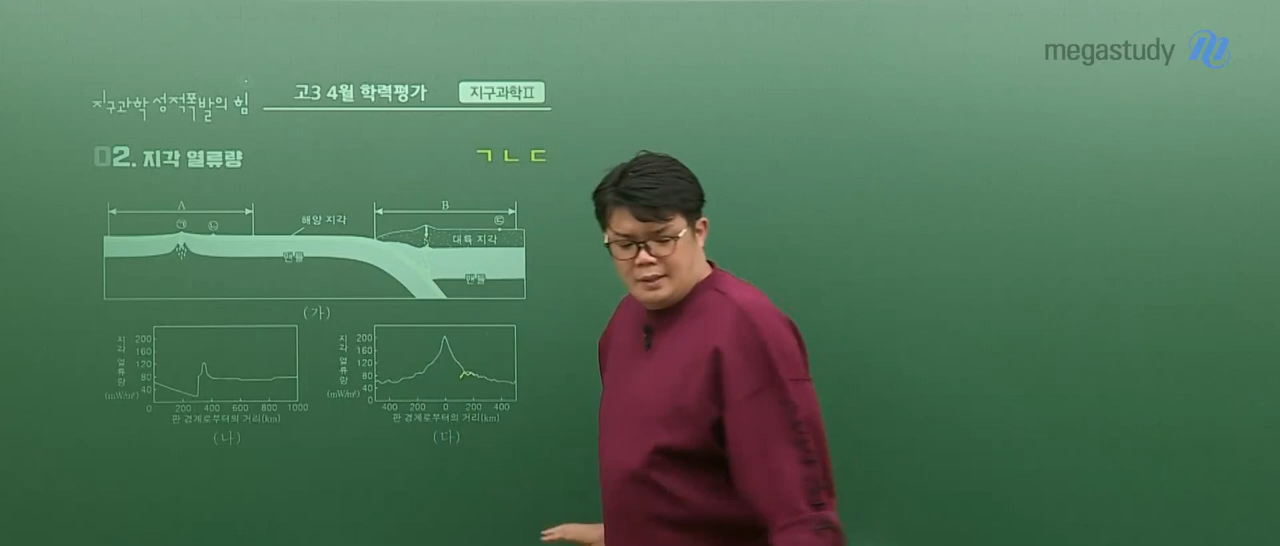 megastudy
지구과학 성적폭발의 힘
고3 4월 학력평가
지구과학Ⅱ
02. 지각 열류량
ㄱ ㄴ ㄷ
A
B
㉠
㉡
해양 지각
㉢
대륙 지각
맨틀
맨틀
(가)
지각 열류량
(mW/m²)
200
160
120
80
40
0
200
400
600
800
1000
판 경계로부터의 거리(km)
(나)
지각 열류량
(mW/m²)
200
160
120
80
40
0
400
200
0
200
400
판 경계로부터의 거리(km)
(다)